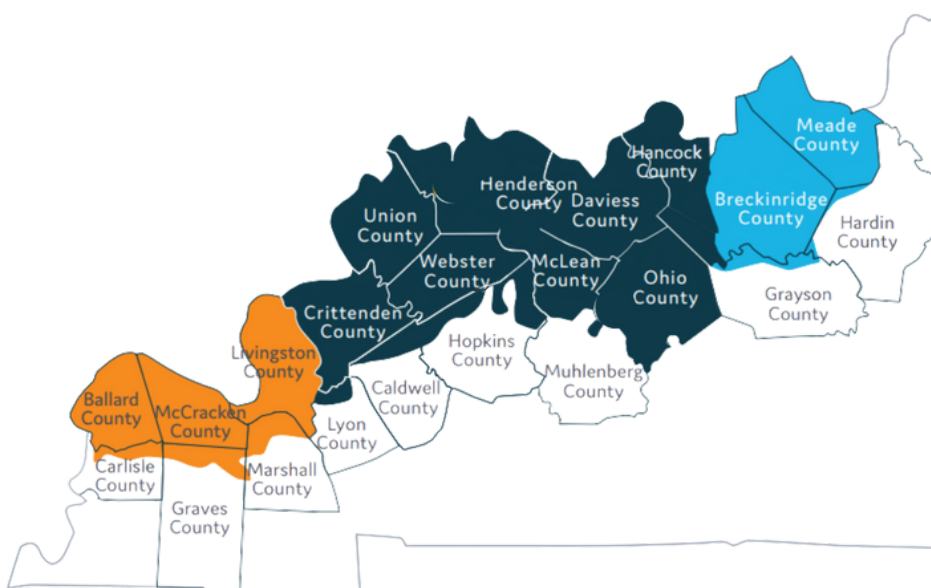 Meade
County
Hancock
County
Henderson
County
Daviess
County
Breckinridge
County
Union
County
Hardin
County
Webster
County
McLean
County
Ohio
County
Grayson
County
Crittenden
County
Livingston
County
Hopkins
County
Muhlenberg
County
Caldwell
County
Ballard
County
McCracken
County
Lyon
County
Carlisle
County
Marshall
County
Graves
County